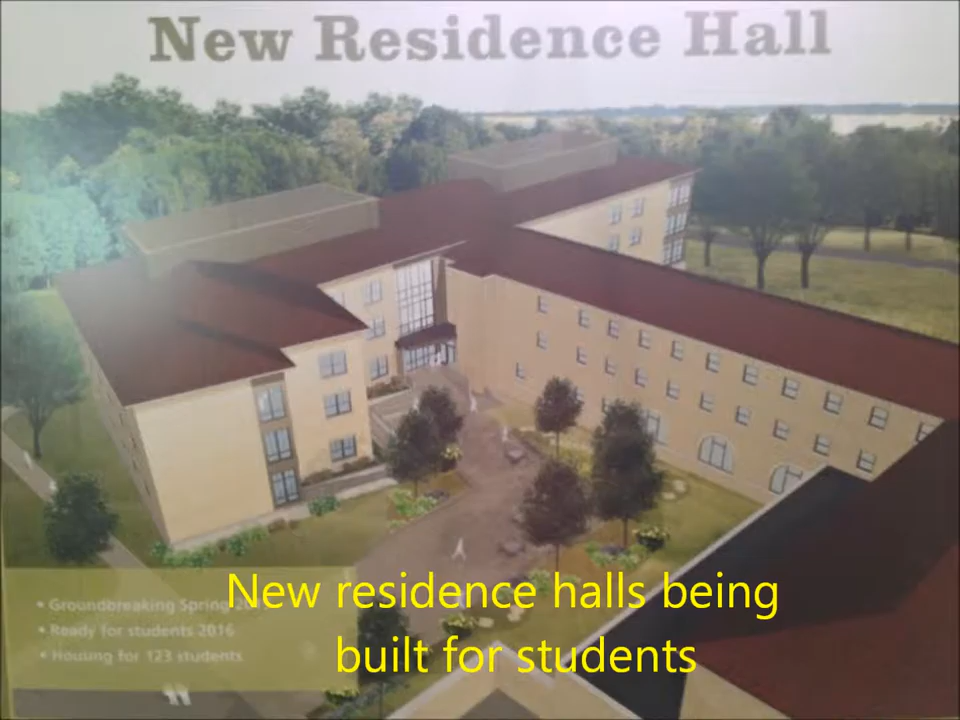 New Residence Hall
• Groundbreaking Spring
• Ready for students 2016
• Housing for 123 students
New residence halls being
built for students